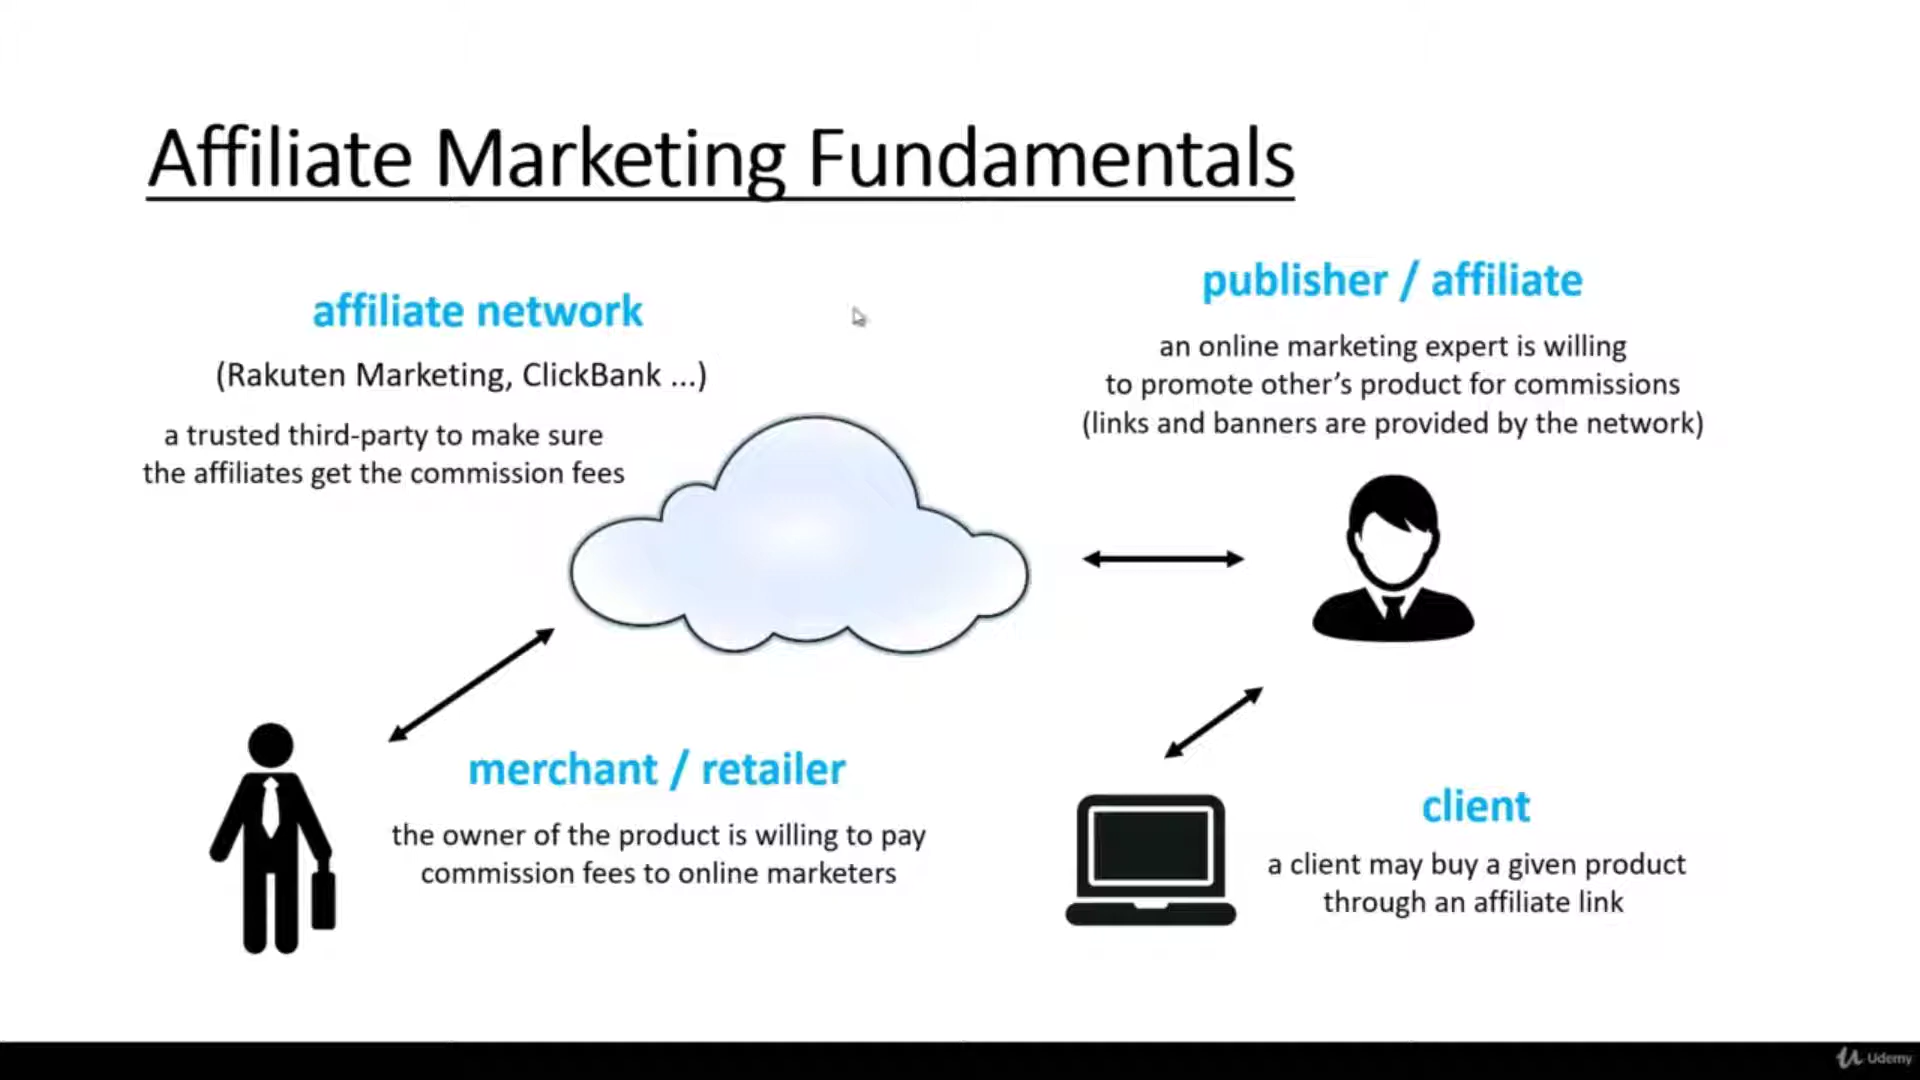 Affiliate Marketing Fundamentals
affiliate network
(Rakuten Marketing, ClickBank ...)
a trusted third-party to make sure
the affiliates get the commission fees
publisher / affiliate
an online marketing expert is willing
to promote other's product for commissions
(links and banners are provided by the network)
merchant / retailer
the owner of the product is willing to pay
commission fees to online marketers
client
a client may buy a given product
through an affiliate link
Udemy